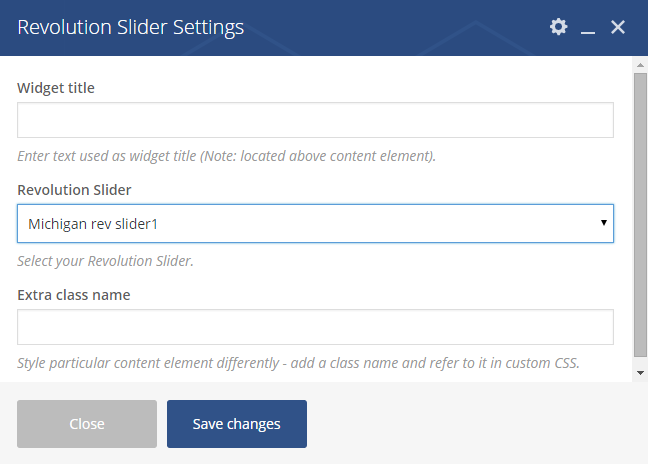 Revolution Slider Settings
Widget title
Enter text used as widget title (Note: located above content element).
Revolution Slider
Michigan rev slider1
Select your Revolution Slider.
Extra class name
Style particular content element differently - add a class name and refer to it in custom CSS.
Close
Save changes